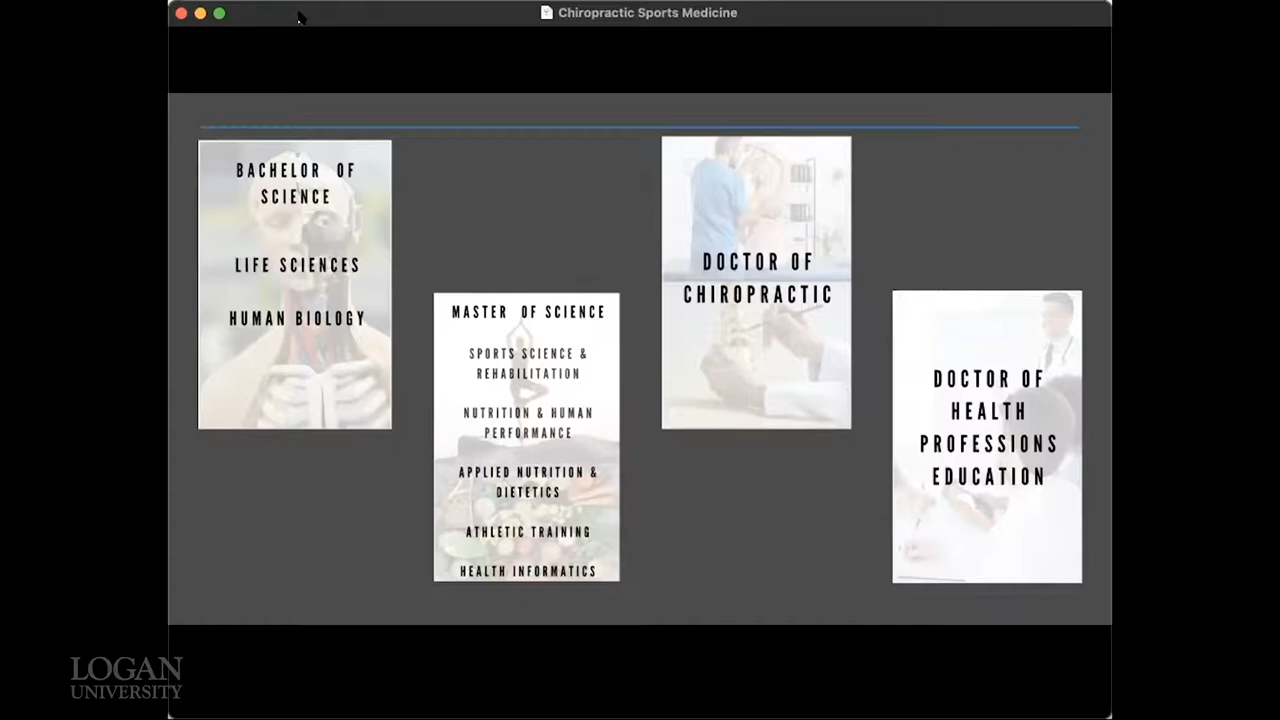 Chiropractic Sports Medicine
BACHELOR OF
SCIENCE
LIFE SCIENCES
HUMAN BIOLOGY
MASTER OF SCIENCE
SPORTS SCIENCE &
REHABILITATION
NUTRITION & HUMAN
PERFORMANCE
APPLIED NUTRITION &
DIETETICS
ATHLETIC TRAINING
HEALTH INFORMATICS
DOCTOR OF
CHIROPRACTIC
DOCTOR OF
HEALTH
PROFESSIONS
EDUCATION
LOGAN
UNIVERSITY